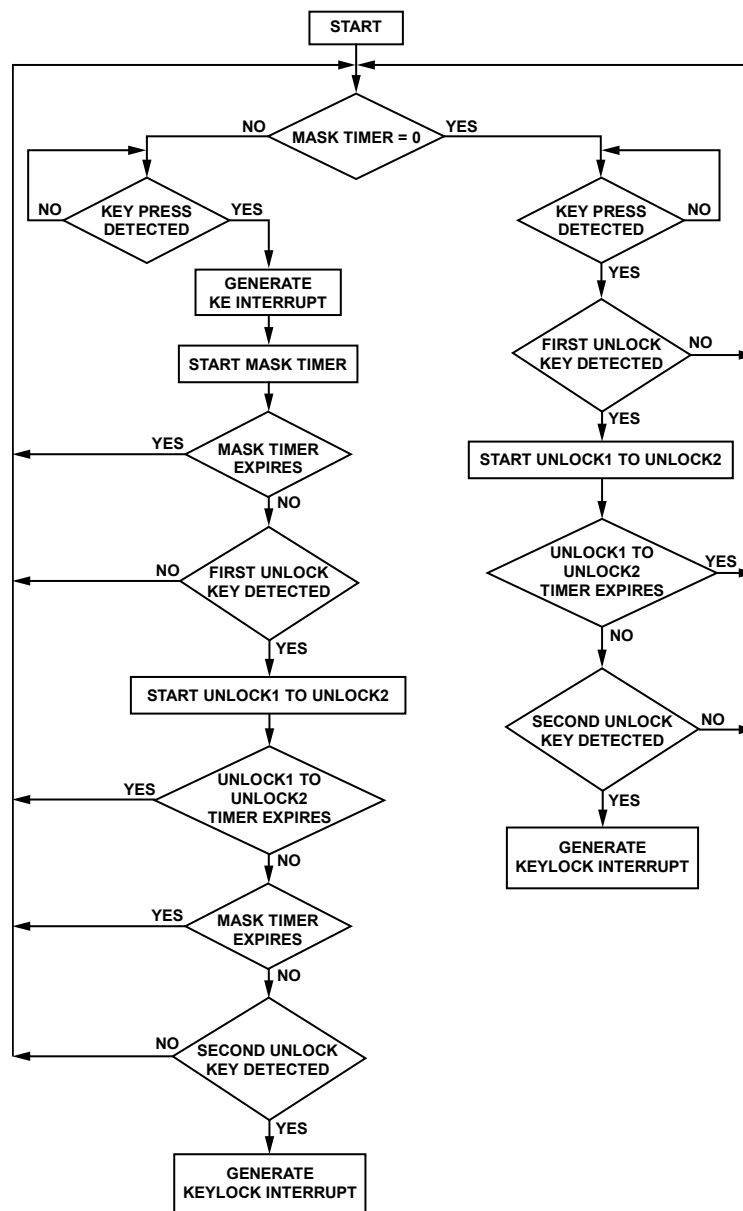 START
MASK TIMER = 0
NO
YES
KEY PRESS
DETECTED
NO
YES
GENERATE
KE INTERRUPT
START MASK TIMER
MASK TIMER
EXPIRES
YES
NO
FIRST UNLOCK
KEY DETECTED
NO
YES
START UNLOCK1 TO UNLOCK2
UNLOCK1 TO
UNLOCK2
TIMER EXPIRES
YES
NO
MASK TIMER
EXPIRES
YES
NO
SECOND UNLOCK
KEY DETECTED
NO
YES
GENERATE
KEYLOCK INTERRUPT
KEY PRESS
DETECTED
NO
YES
FIRST UNLOCK
KEY DETECTED
NO
YES
START UNLOCK1 TO UNLOCK2
UNLOCK1 TO
UNLOCK2
TIMER EXPIRES
YES
NO
SECOND UNLOCK
KEY DETECTED
NO
YES
GENERATE
KEYLOCK INTERRUPT